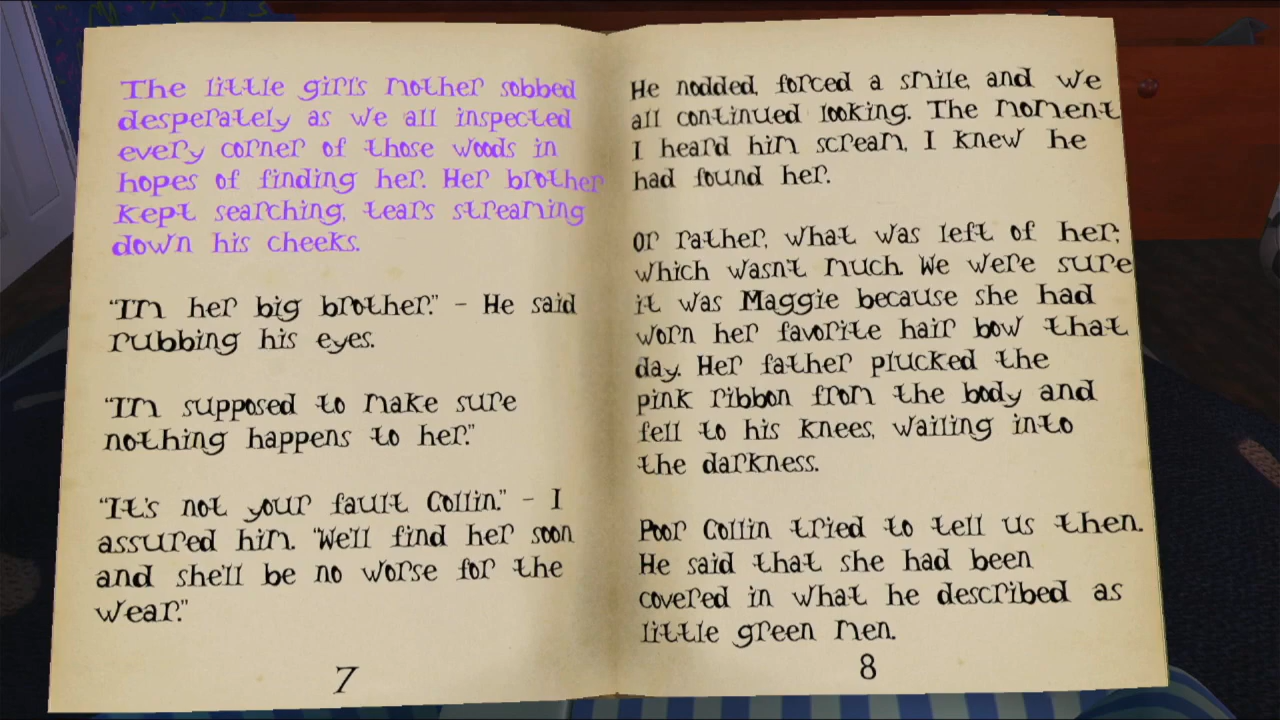 The little girl's mother sobbed
desperately as we all inspected
every corner of those woods in
hopes of finding her. Her brother
kept searching, tears streaming
down his cheeks.
"I'm her big brother." - He said
rubbing his eyes.
"I'm supposed to make sure
nothing happens to her."
"It's not your fault Collin." - I
assured him. "We'll find her soon
and she'll be no worse for the
wear."
7
He nodded, forced a smile, and we
all continued looking. The moment
I heard him scream, I knew he
had found her.
Or rather, what was left of her;
which wasn't much. We were sure
it was Maggie because she had
worn her favorite hair bow that
day. Her father plucked the
pink ribbon from the body and
fell to his knees, wailing into
the darkness.
Poor Collin tried to tell us then.
He said that she had been
covered in what he described as
little green men.
8